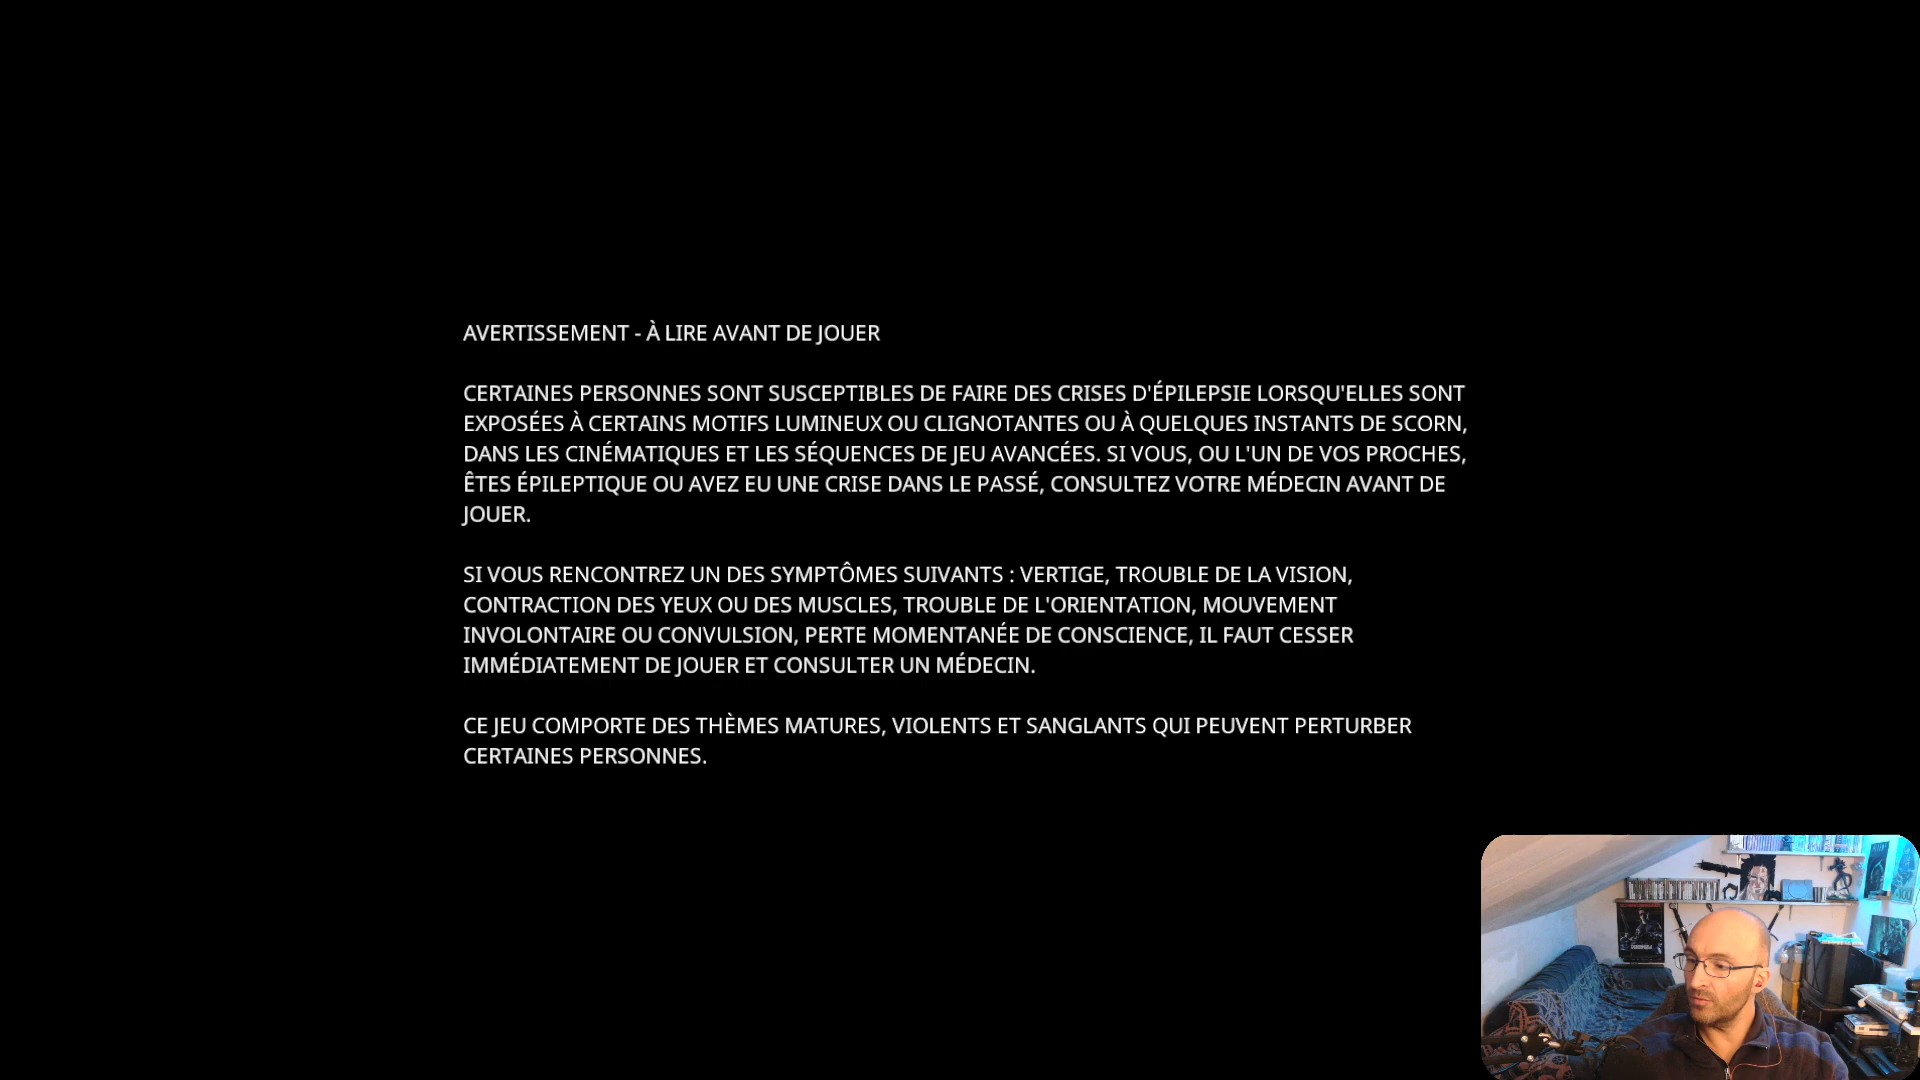 AVERTISSEMENT - À LIRE AVANT DE JOUER
CERTAINES PERSONNES SONT SUSCEPTIBLES DE FAIRE DES CRISES D'ÉPILEPSIE LORSQU'ELLES SONT
EXPOSÉES À CERTAINS MOTIFS LUMINEUX OU CLIGNOTANTES OU À QUELQUES INSTANTS DE SCORN,
DANS LES CINÉMATIQUES ET LES SÉQUENCES DE JEU AVANCÉES. SI VOUS, OU L'UN DE VOS PROCHES,
ÊTES ÉPILEPTIQUE OU AVEZ EU UNE CRISE DANS LE PASSÉ, CONSULTEZ VOTRE MÉDECIN AVANT DE
JOUER.
SI VOUS RENCONTREZ UN DES SYMPTÔMES SUIVANTS : VERTIGE, TROUBLE DE LA VISION,
CONTRACTION DES YEUX OU DES MUSCLES, TROUBLE DE L'ORIENTATION, MOUVEMENT
INVOLONTAIRE OU CONVULSION, PERTE MOMENTANÉE DE CONSCIENCE, IL FAUT CESSER
IMMÉDIATEMENT DE JOUER ET CONSULTER UN MÉDECIN.
CE JEU COMPORTE DES THÈMES MATURES, VIOLENTS ET SANGLANTS QUI PEUVENT PERTURBER
CERTAINES PERSONNES.